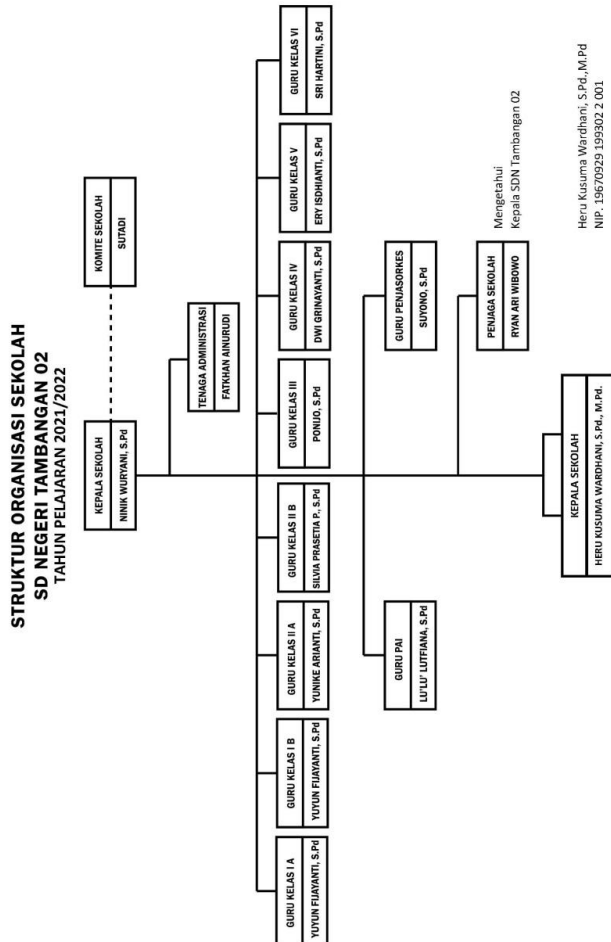 STRUKTUR ORGANISASI SEKOLAH
SD NEGERI TAMBANGAN 02
TAHUN PELAJARAN 2021/2022
KEPALA SEKOLAH
NINIK WURYANI, S.Pd
KOMITE SEKOLAH
SUTADI
TENAGA ADMINISTRASI
FATKHAN AINURUDI
GURU KELAS I A
YUYUN FIJAYANTI, S.Pd
GURU KELAS I B
YUYUN FIJAYANTI, S.Pd
GURU KELAS II A
YUNIKE ARIANTI, S.Pd
GURU KELAS II B
SILVIA PRASETIA P., S.Pd
GURU KELAS III
PONIJO, S.Pd
GURU KELAS IV
DWI GRINAYANTI, S.Pd
GURU KELAS V
ERY ISDHIANTI, S.Pd
GURU KELAS VI
SRI HARTINI, S.Pd
GURU PAI
LU'LU' LUTFIANA, S.Pd
GURU PENJASORKES
SUYONO, S.Pd
PENJAGA SEKOLAH
RYAN ARI WIBOWO
KEPALA SEKOLAH
HERU KUSUMA WARDHANI, S.Pd., M.Pd.
Mengetahui
Kepala SDN Tambangan 02
Heru Kusuma Wardhani, S.Pd.,M.Pd
NIP. 19670929 199302 2 001